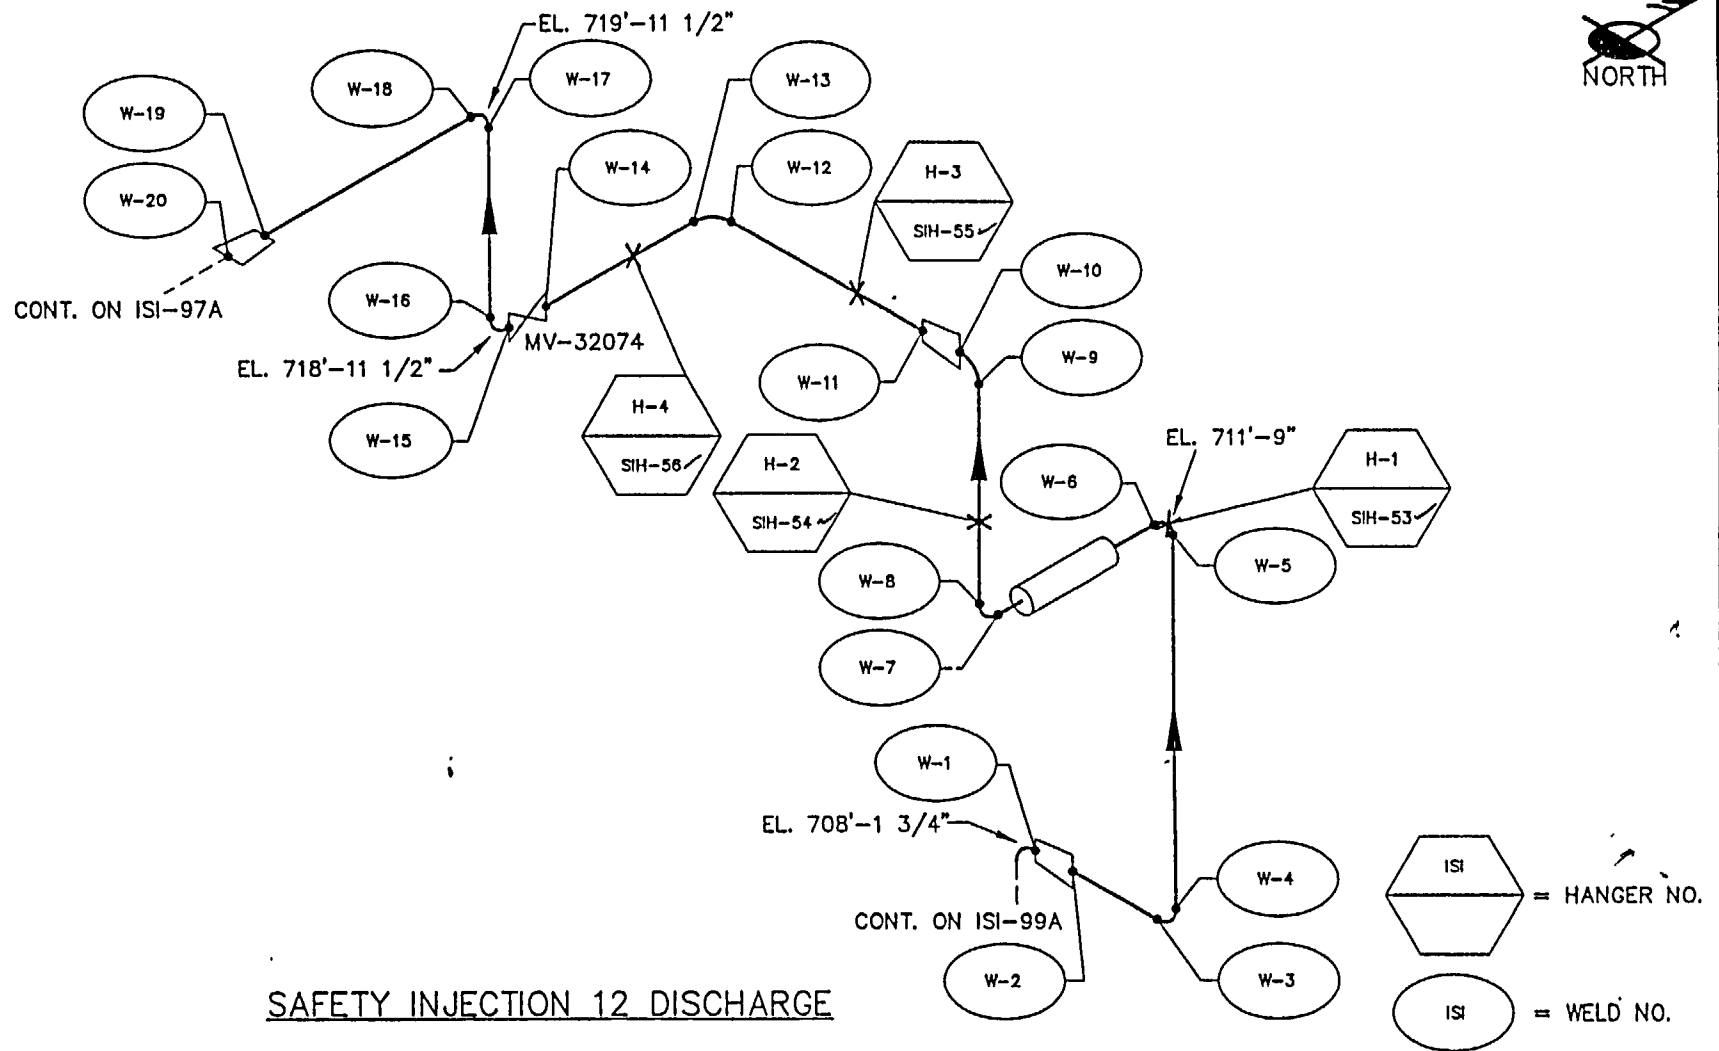 EL. 719'-11 1/2"
NORTH
W-18
W-17
W-13
W-19
W-14
W-12
H-3
SIH-55
W-20
W-10
CONT. ON ISI-97A
W-16
MV-32074
W-9
EL. 718'-11 1/2"
W-11
H-4
SIH-56
W-15
H-2
SIH-54
EL. 711'-9"
H-1
SIH-53
W-6
W-5
W-8
W-7
W-1
EL. 708'-1 3/4"
W-4
CONT. ON ISI-99A
ISI
= HANGER NO.
W-2
W-3
SAFETY INJECTION 12 DISCHARGE
ISI
= WELD NO.